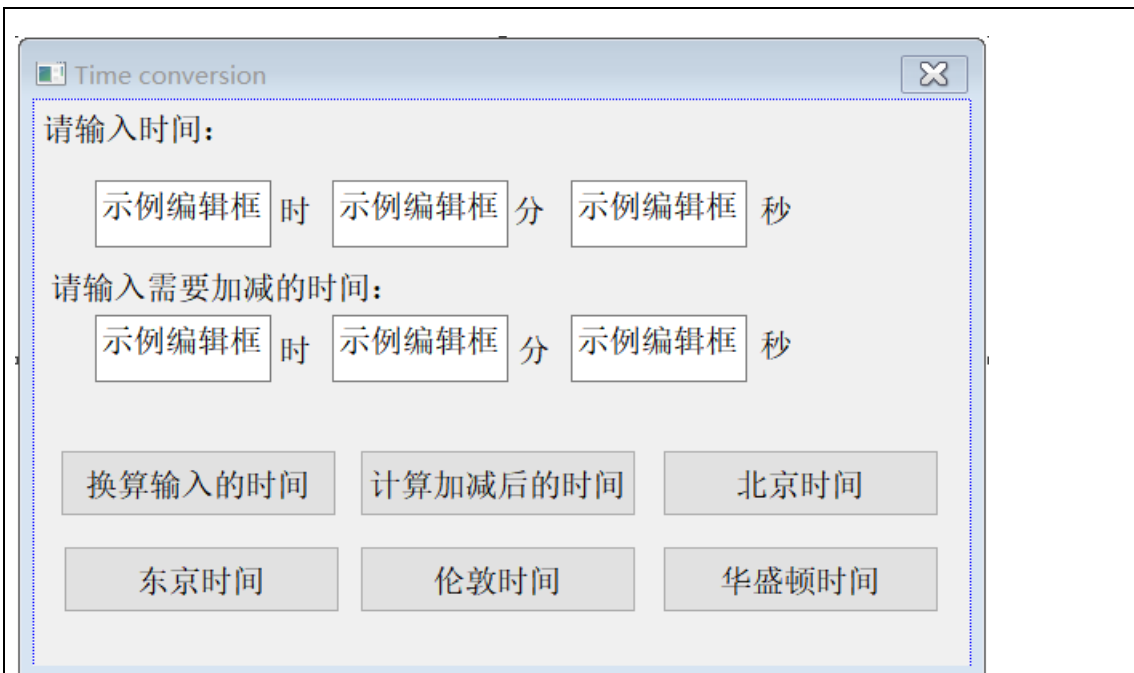 Time conversion
请输入时间：
示例编辑框 时 示例编辑框 分 示例编辑框 秒
请输入需要加减的时间：
示例编辑框 时 示例编辑框 分 示例编辑框 秒
换算输入的时间 计算加减后的时间 北京时间
东京时间 伦敦时间 华盛顿时间